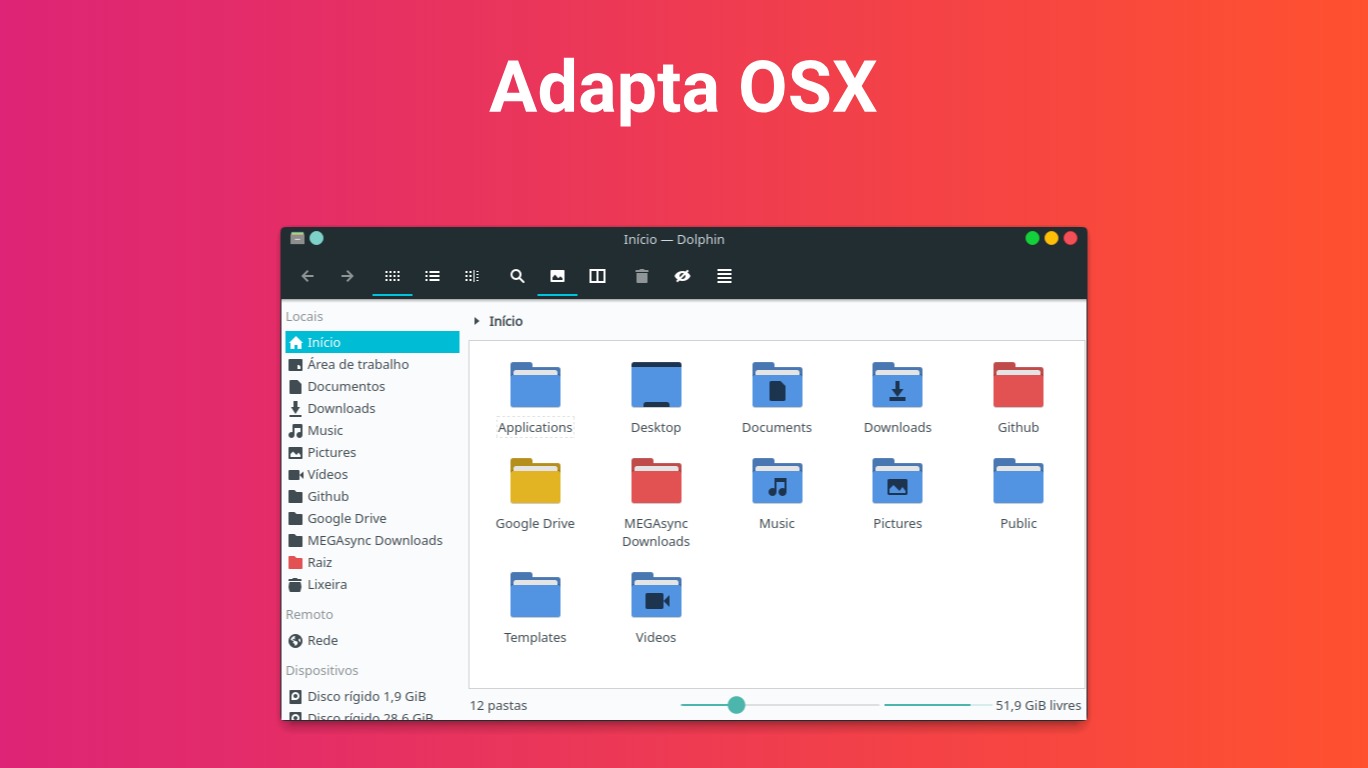 Adapta OSX
Início — Dolphin
Locais
Início
Área de trabalho
Documentos
Downloads
Music
Pictures
Vídeos
Github
Google Drive
MEGAsync Downloads
Raiz
Lixeira
Remoto
Rede
Dispositivos
Disco rígido 1,9 GiB
Disco rígido 28,6 GiB
Início
Applications Desktop Documents Downloads Github
Google Drive MEGAsync Downloads Music Pictures Public
Templates Videos
12 pastas 51,9 GiB livres